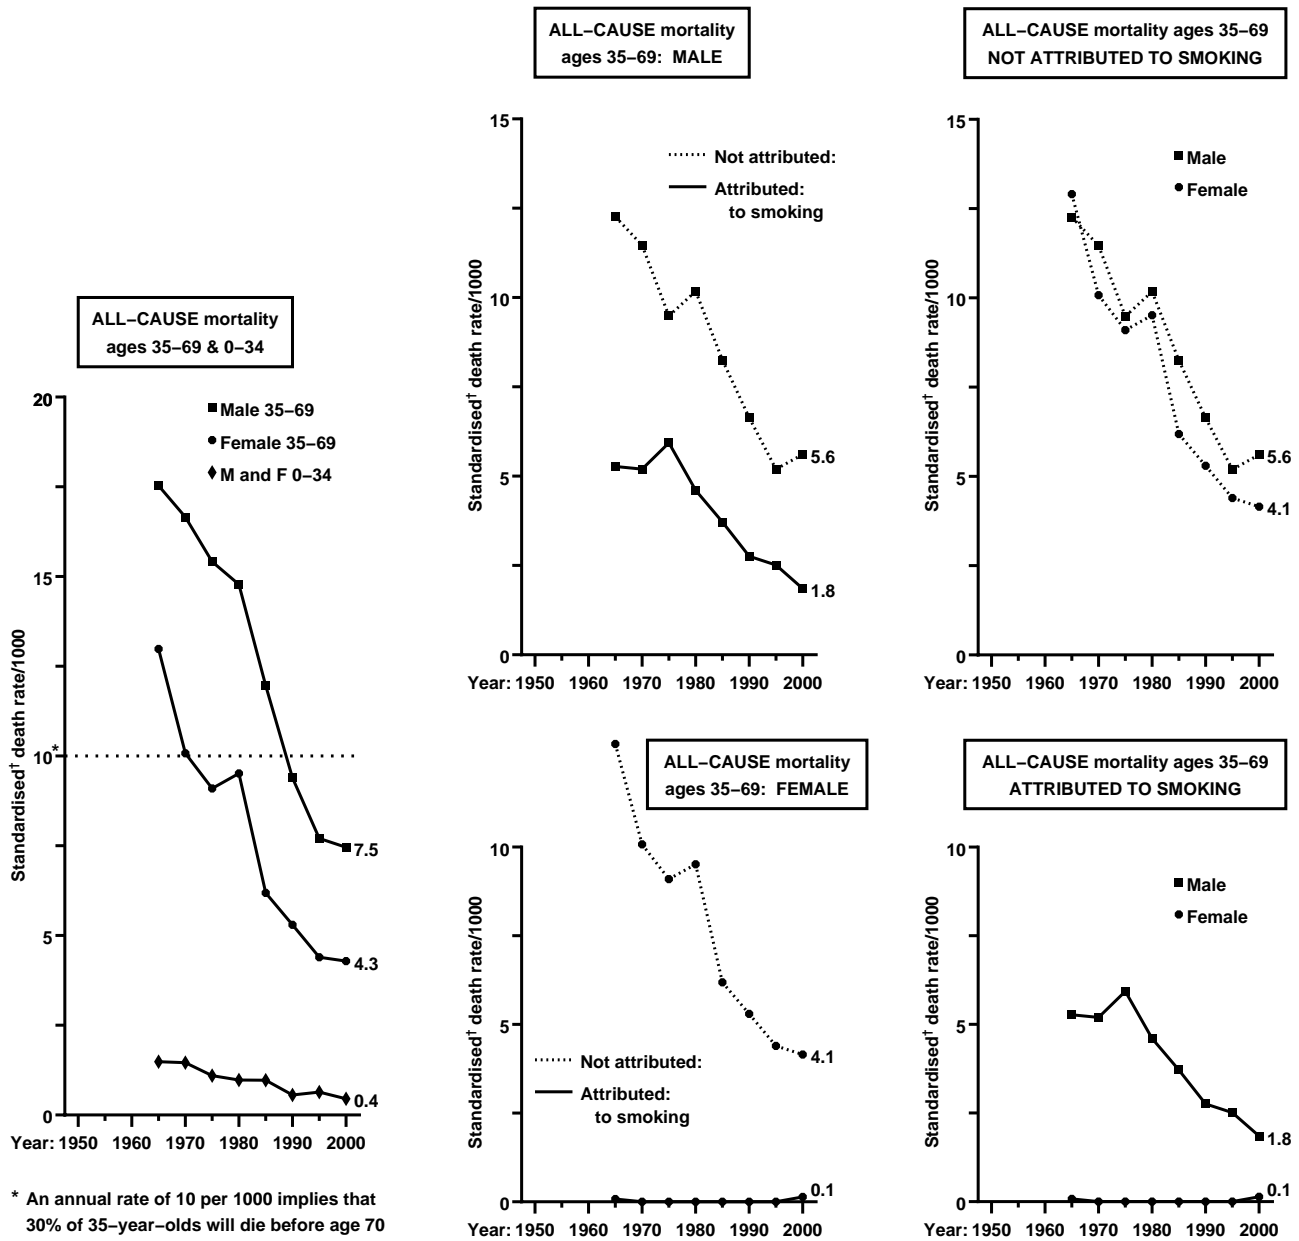 ALL−CAUSE mortality
ages 35−69 & 0−34
20
15
10*
5
0
Standardised† death rate/1000
Male 35−69
Female 35−69
M and F 0−34
7.5
4.3
0.4
Year: 1950 1960 1970 1980 1990 2000
* An annual rate of 10 per 1000 implies that
30% of 35−year−olds will die before age 70
ALL−CAUSE mortality
ages 35−69: MALE
15
10
5
0
Standardised† death rate/1000
Not attributed:
Attributed:
to smoking
5.6
1.8
Year: 1950 1960 1970 1980 1990 2000
ALL−CAUSE mortality ages 35−69
NOT ATTRIBUTED TO SMOKING
15
10
5
0
Standardised† death rate/1000
Male
Female
5.6
4.1
Year: 1950 1960 1970 1980 1990 2000
ALL−CAUSE mortality
ages 35−69: FEMALE
10
5
0
Standardised† death rate/1000
Not attributed:
Attributed:
to smoking
4.1
0.1
Year: 1950 1960 1970 1980 1990 2000
ALL−CAUSE mortality ages 35−69
ATTRIBUTED TO SMOKING
10
5
0
Standardised† death rate/1000
Male
Female
1.8
0.1
Year: 1950 1960 1970 1980 1990 2000